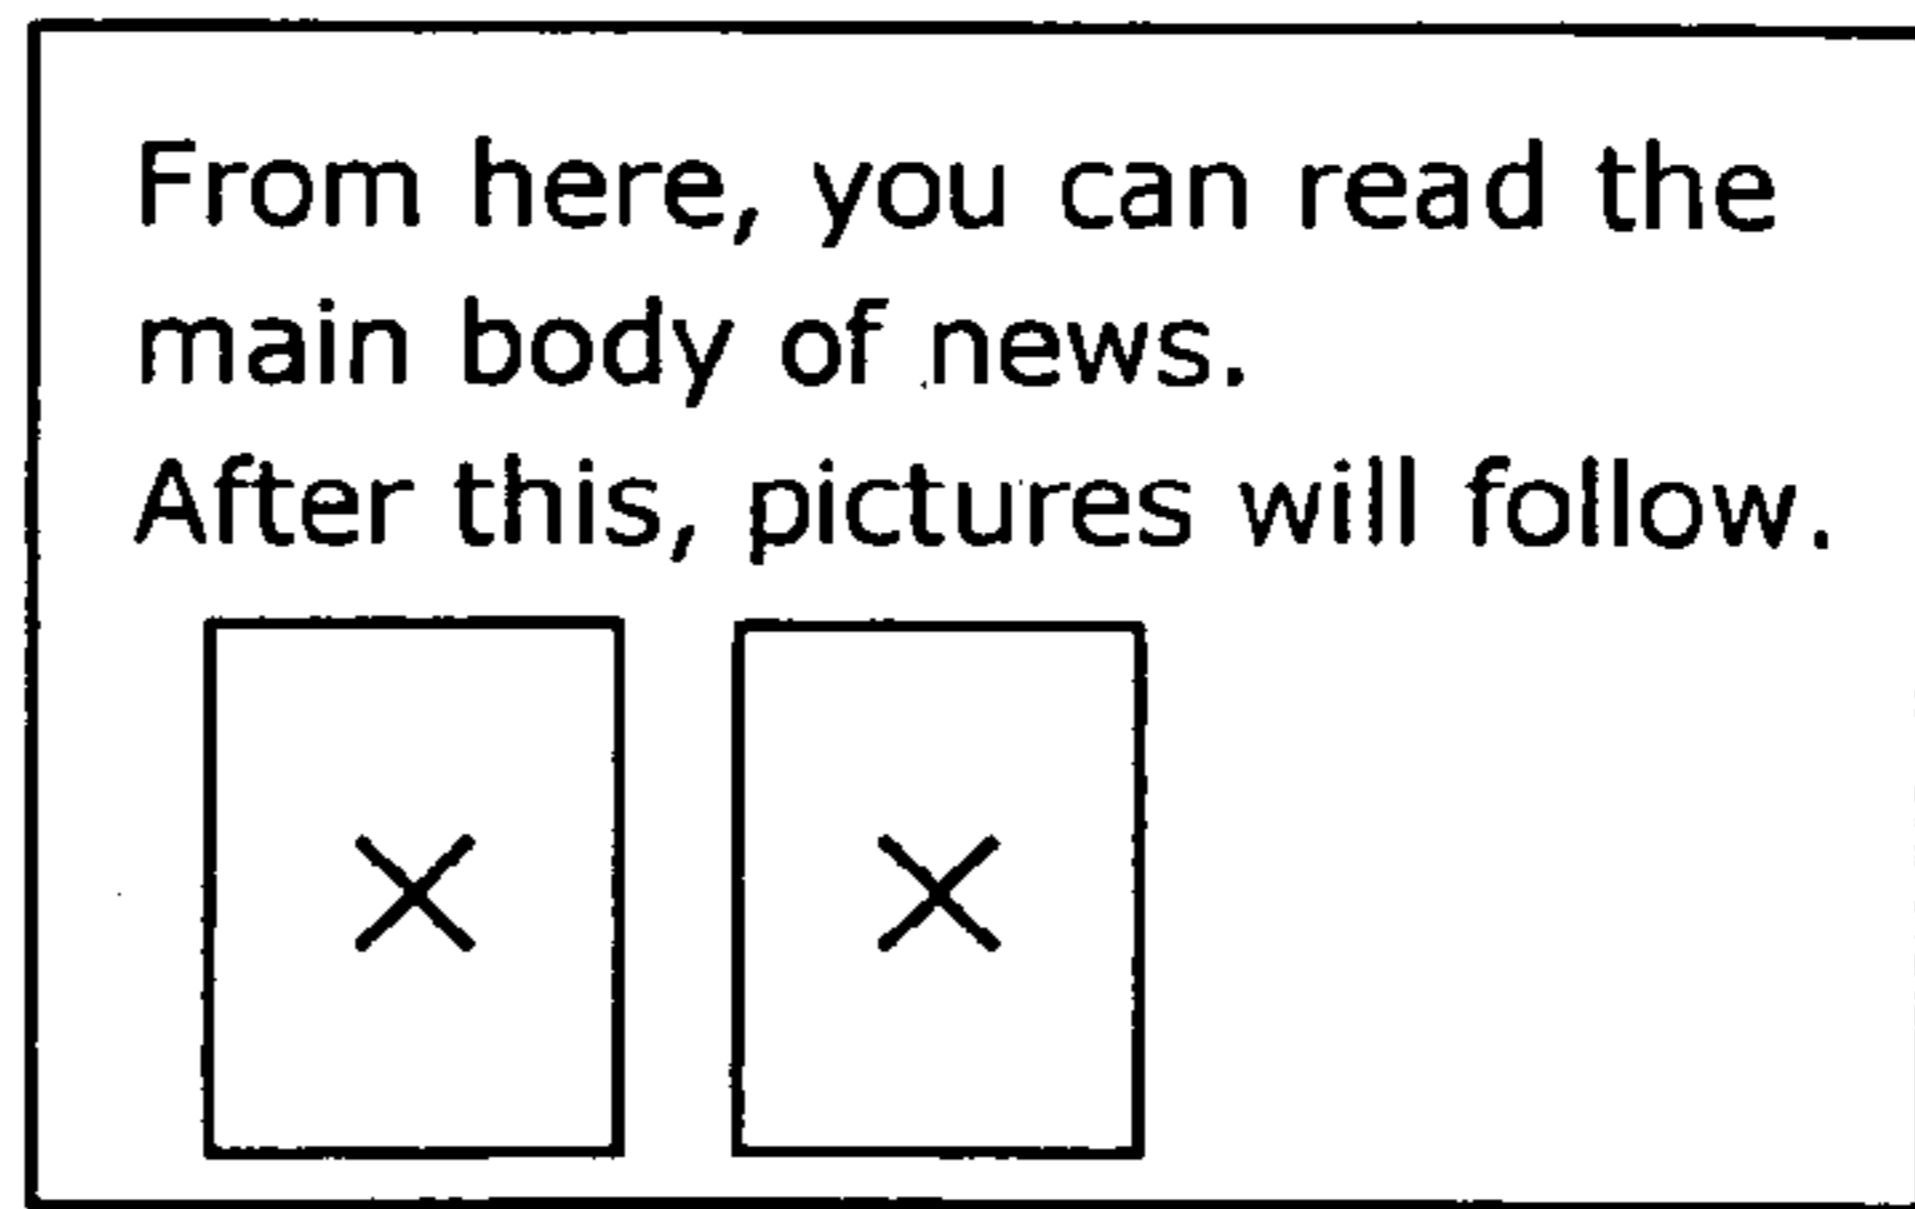 From here, you can read the
main body of news.
After this, pictures will follow.